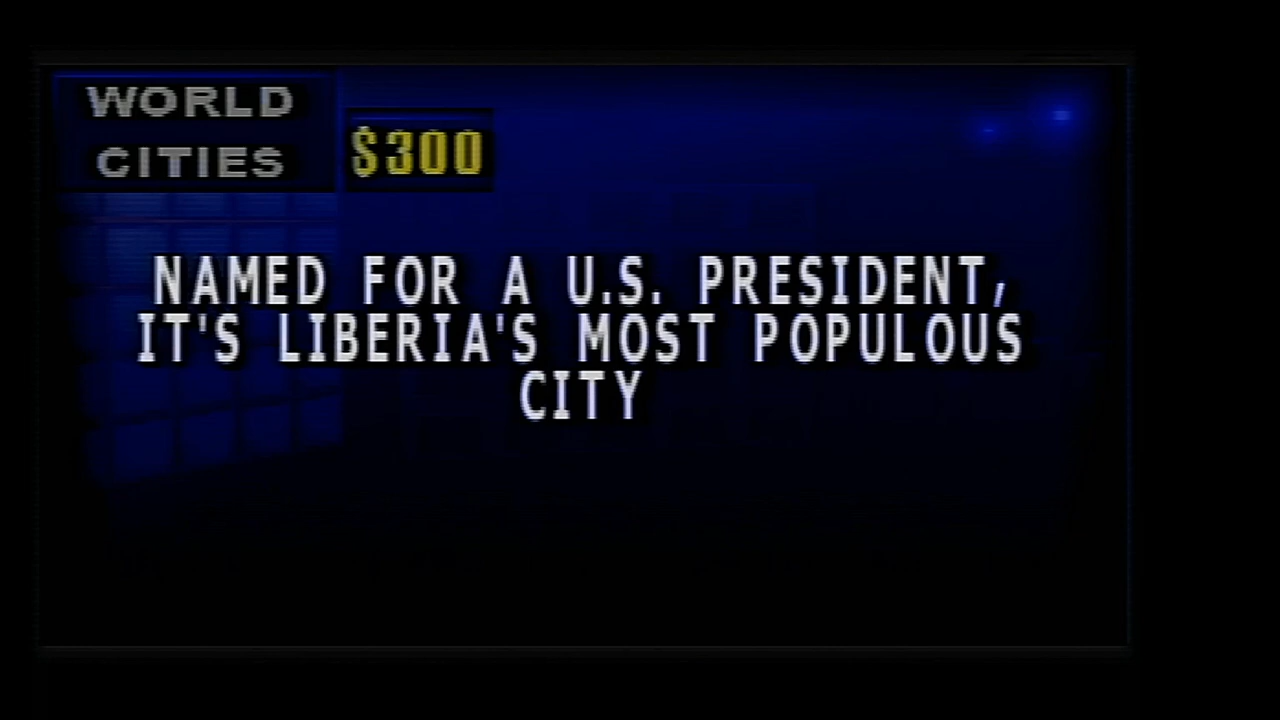 WORLD
CITIES
$300
NAMED FOR A U.S. PRESIDENT,
IT'S LIBERIA'S MOST POPULOUS
CITY